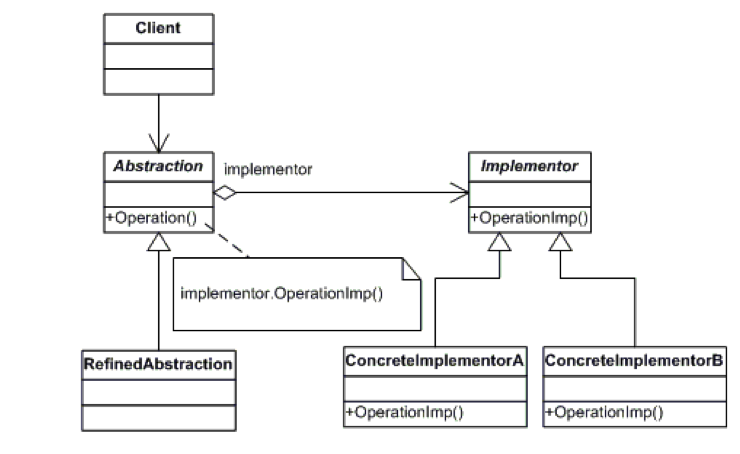 Client
Abstraction
implementor
Implementor
+Operation()
+OperationImp()
implementor.OperationImp()
RefinedAbstraction
ConcreteImplementorA
ConcreteImplementorB
+OperationImp()
+OperationImp()